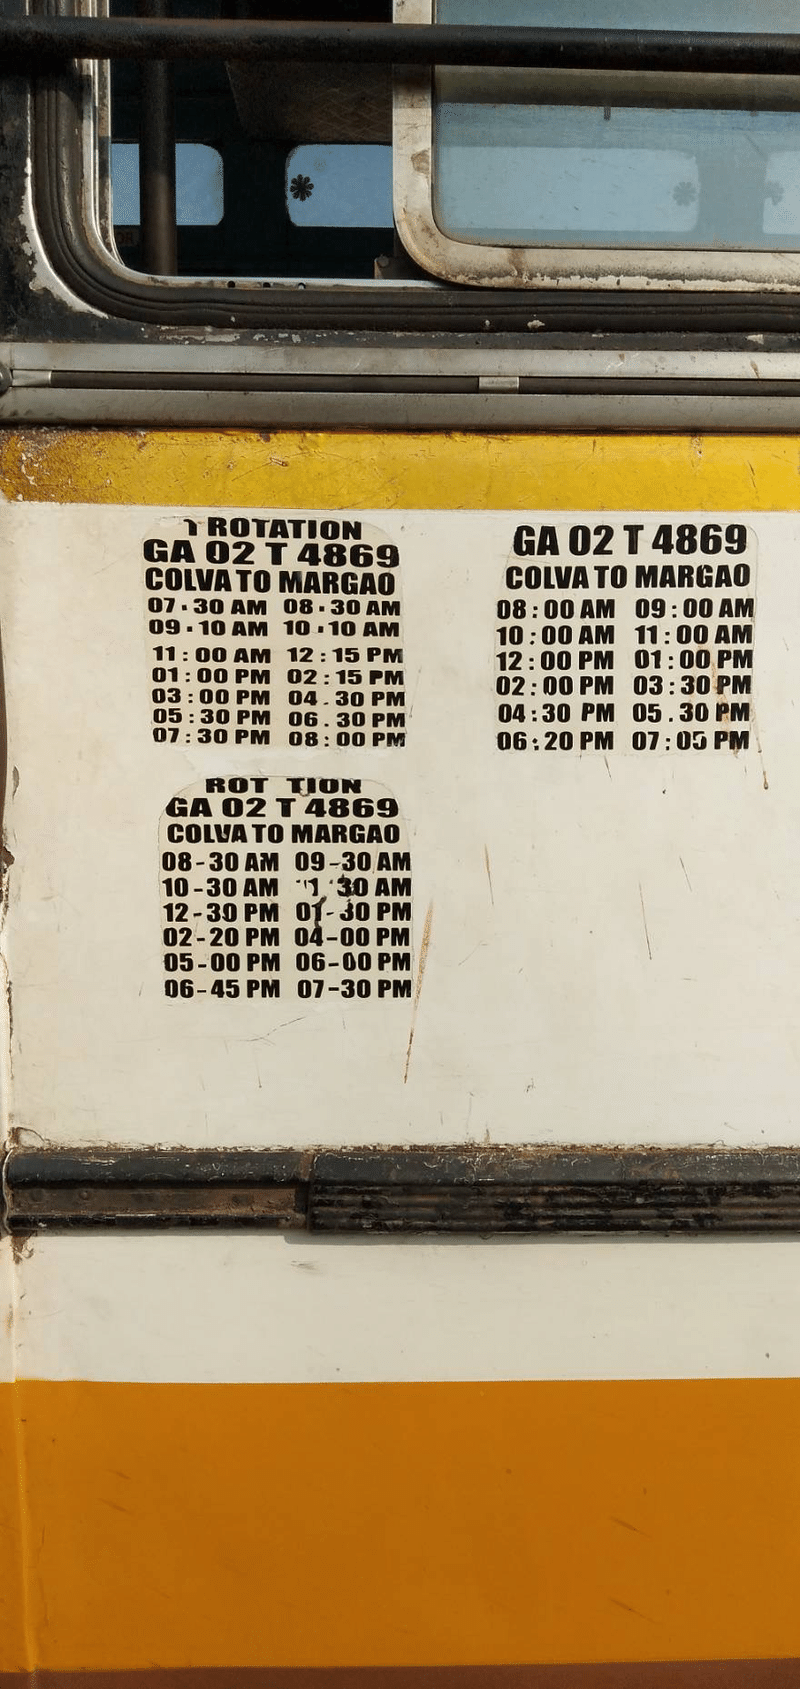 ROTATION
GA 02 T 4869
COLVA TO MARGAO
07.30 AM 08.30 AM
09.10 AM 10.10 AM
11:00 AM 12:15 PM
01:00 PM 02:15 PM
03:00 PM 04.30 PM
05:30 PM 06.30 PM
07:30 PM 08:00 PM
GA 02 T 4869
COLVA TO MARGAO
08:00 AM 09:00 AM
10:00 AM 11:00 AM
12:00 PM 01:00 PM
02:00 PM 03:30 PM
04:30 PM 05.30 PM
06:20 PM 07:05 PM
ROT TION
GA 02 T 4869
COLVA TO MARGAO
08-30 AM 09-30 AM
10-30 AM 30 AM
12-30 PM 01-30 PM
02-20 PM 04-00 PM
05-00 PM 06-00 PM
06-45 PM 07-30 PM